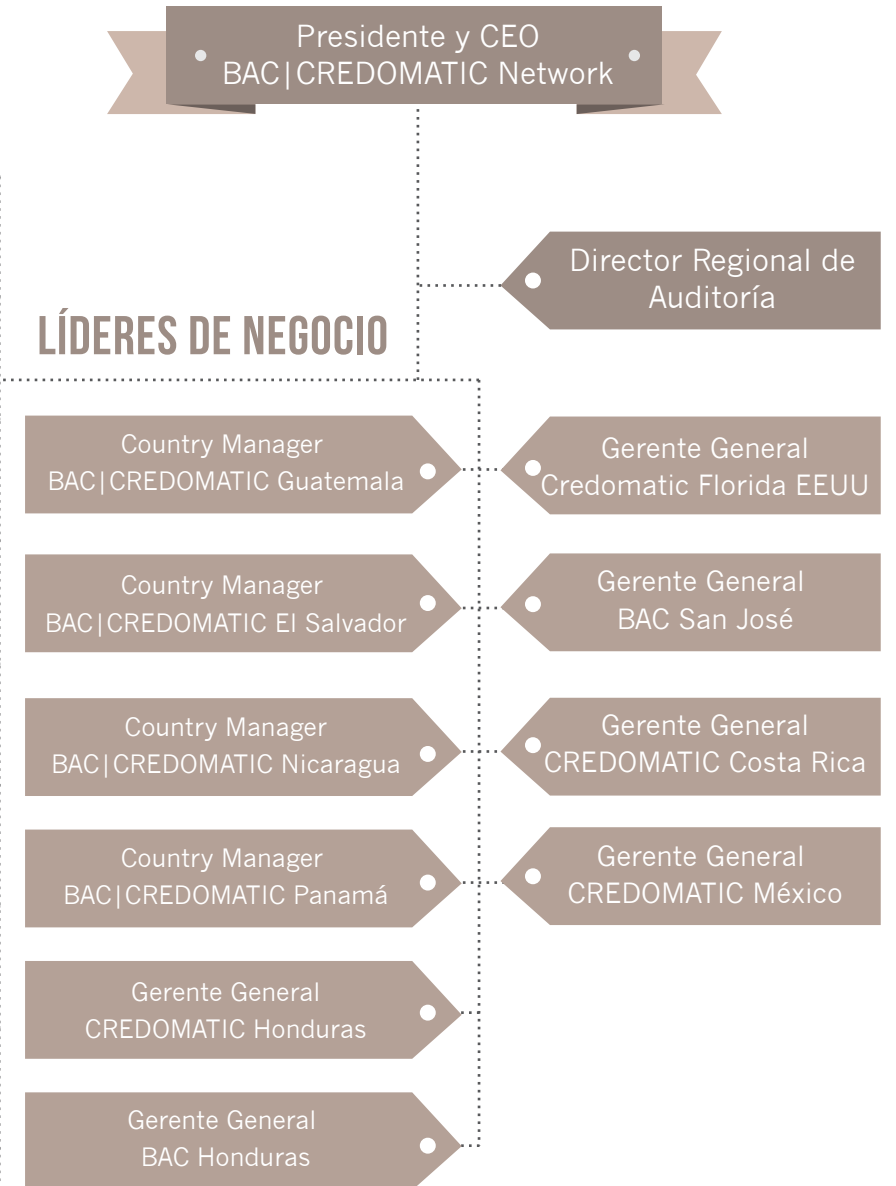 Presidente y CEO
BAC|CREDOMATIC Network
Director Regional de
Auditoría
LÍDERES DE NEGOCIO
Country Manager
BAC|CREDOMATIC Guatemala
Gerente General
Credomatic Florida EEUU
Country Manager
BAC|CREDOMATIC El Salvador
Gerente General
BAC San José
Country Manager
BAC|CREDOMATIC Nicaragua
Gerente General
CREDOMATIC Costa Rica
Country Manager
BAC|CREDOMATIC Panamá
Gerente General
CREDOMATIC México
Gerente General
CREDOMATIC Honduras
Gerente General
BAC Honduras